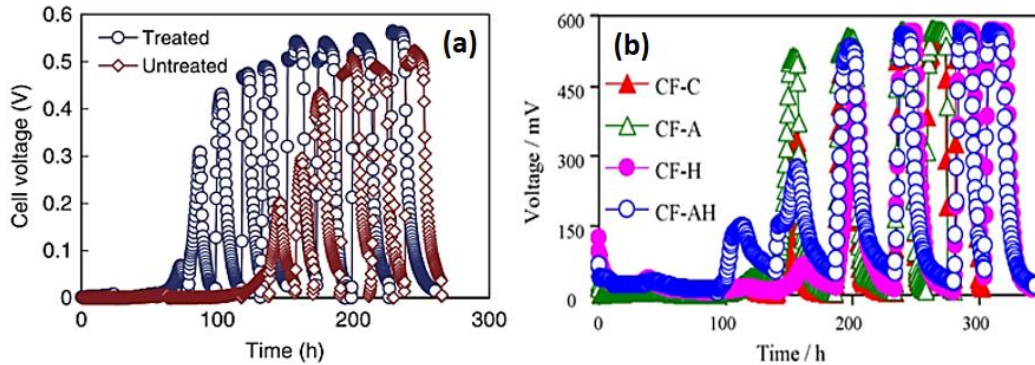 (a)
Treated
Untreated
Cell voltage (V)
0.6
0.5
0.4
0.3
0.2
0.1
0
0 100 200 300
Time (h)
(b)
CF-C
CF-A
CF-H
CF-AH
Voltage / mV
600
450
300
150
0
0 100 200 300
Time / h